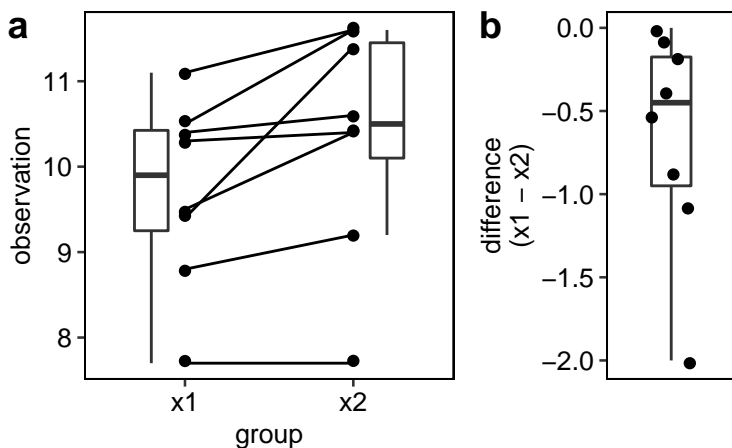 a
observation
11
10
9
8
x1 x2
group
b
difference
(x1 − x2)
0.0
−0.5
−1.0
−1.5
−2.0